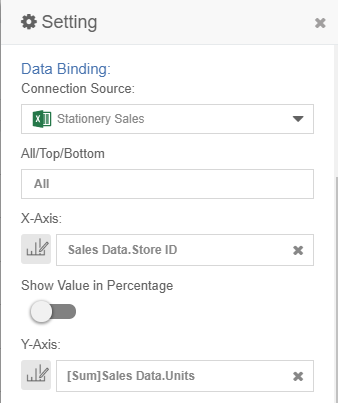 Setting
Data Binding:
Connection Source:
Stationery Sales
All/Top/Bottom
All
X-Axis:
Sales Data.Store ID
Show Value in Percentage
Y-Axis:
[Sum]Sales Data.Units